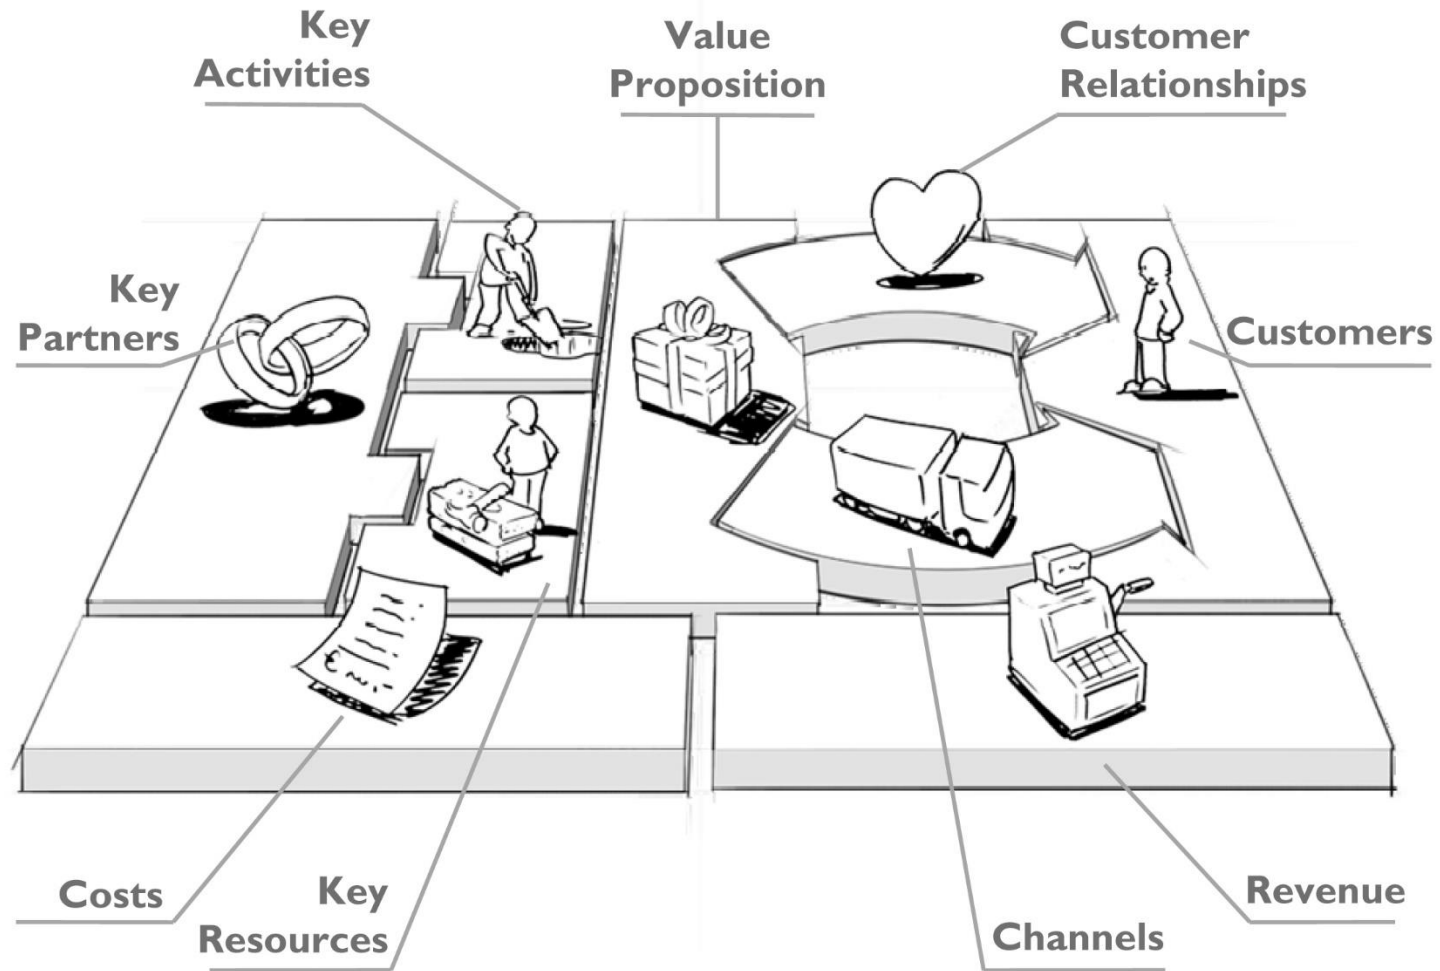 Key
Activities
Value
Proposition
Customer
Relationships
Key
Partners
Customers
Costs
Key
Resources
Channels
Revenue